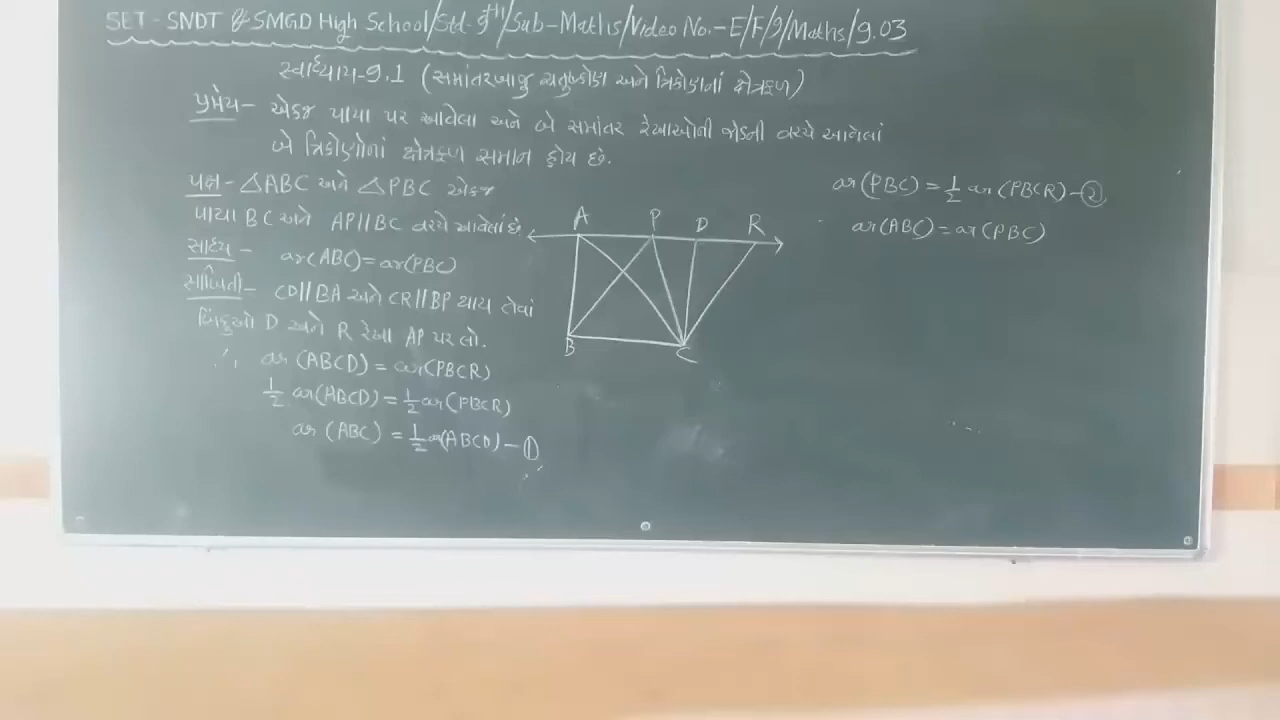 SET - SNDT & SMGD High School/Std-9th/Sub-Maths/Video No.-E/F/9/Maths/9.03
સ્વાધ્યાય-9.1 (સમાંતરબાજુ ચતુષ્કોણ અને ત્રિકોણનાં ક્ષેત્રફળ)
પ્રમેય- એકજ પાયા પર આવેલા અને બે સમાંતર રેખાઓની જોડની વચ્ચે આવેલાં
બે ત્રિકોણોનાં ક્ષેત્રફળ સમાન હોય છે.
પક્ષ - △ABC અને △PBC એકજ
પાયા BC અને AP||BC વચ્ચે આવેલાં છે
સાધ્ય - ar(ABC)=ar(PBC)
સાબિતી- CD||BA અને CR||BP થાય તેવાં
બિંદુઓ D અને R રેખા AP પર લો.
∴ ar (ABCD) = ar(PBCR)
1/2 ar(ABCD) = 1/2 ar(PBCR)
ar (ABC) = 1/2 ar(ABCD) - ①
A P D R
B C
ar(PBC) = 1/2 ar(PBCR) - ②
ar(ABC) = ar(PBC)